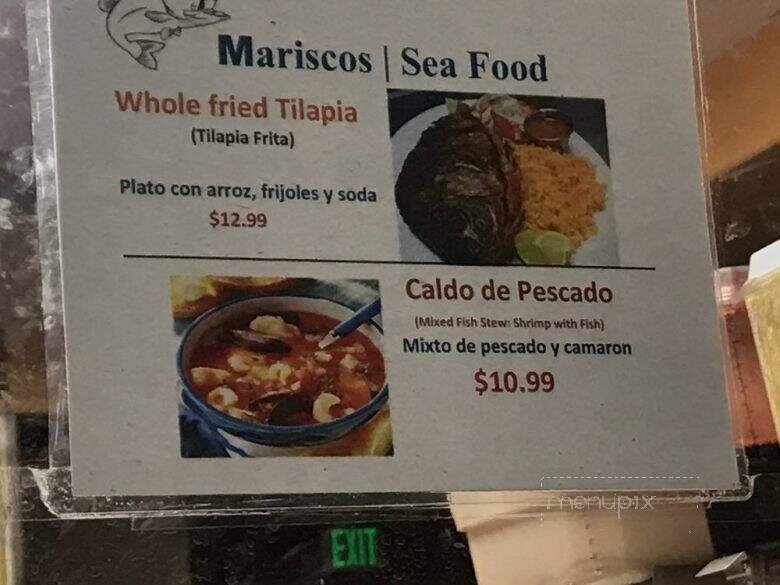 Mariscos | Sea Food
Whole fried Tilapia
(Tilapia Frita)
Plato con arroz, frijoles y soda
$12.99
Caldo de Pescado
(Mixed Fish Stew: Shrimp with Fish)
Mixto de pescado y camaron
$10.99
menupix
EXIT